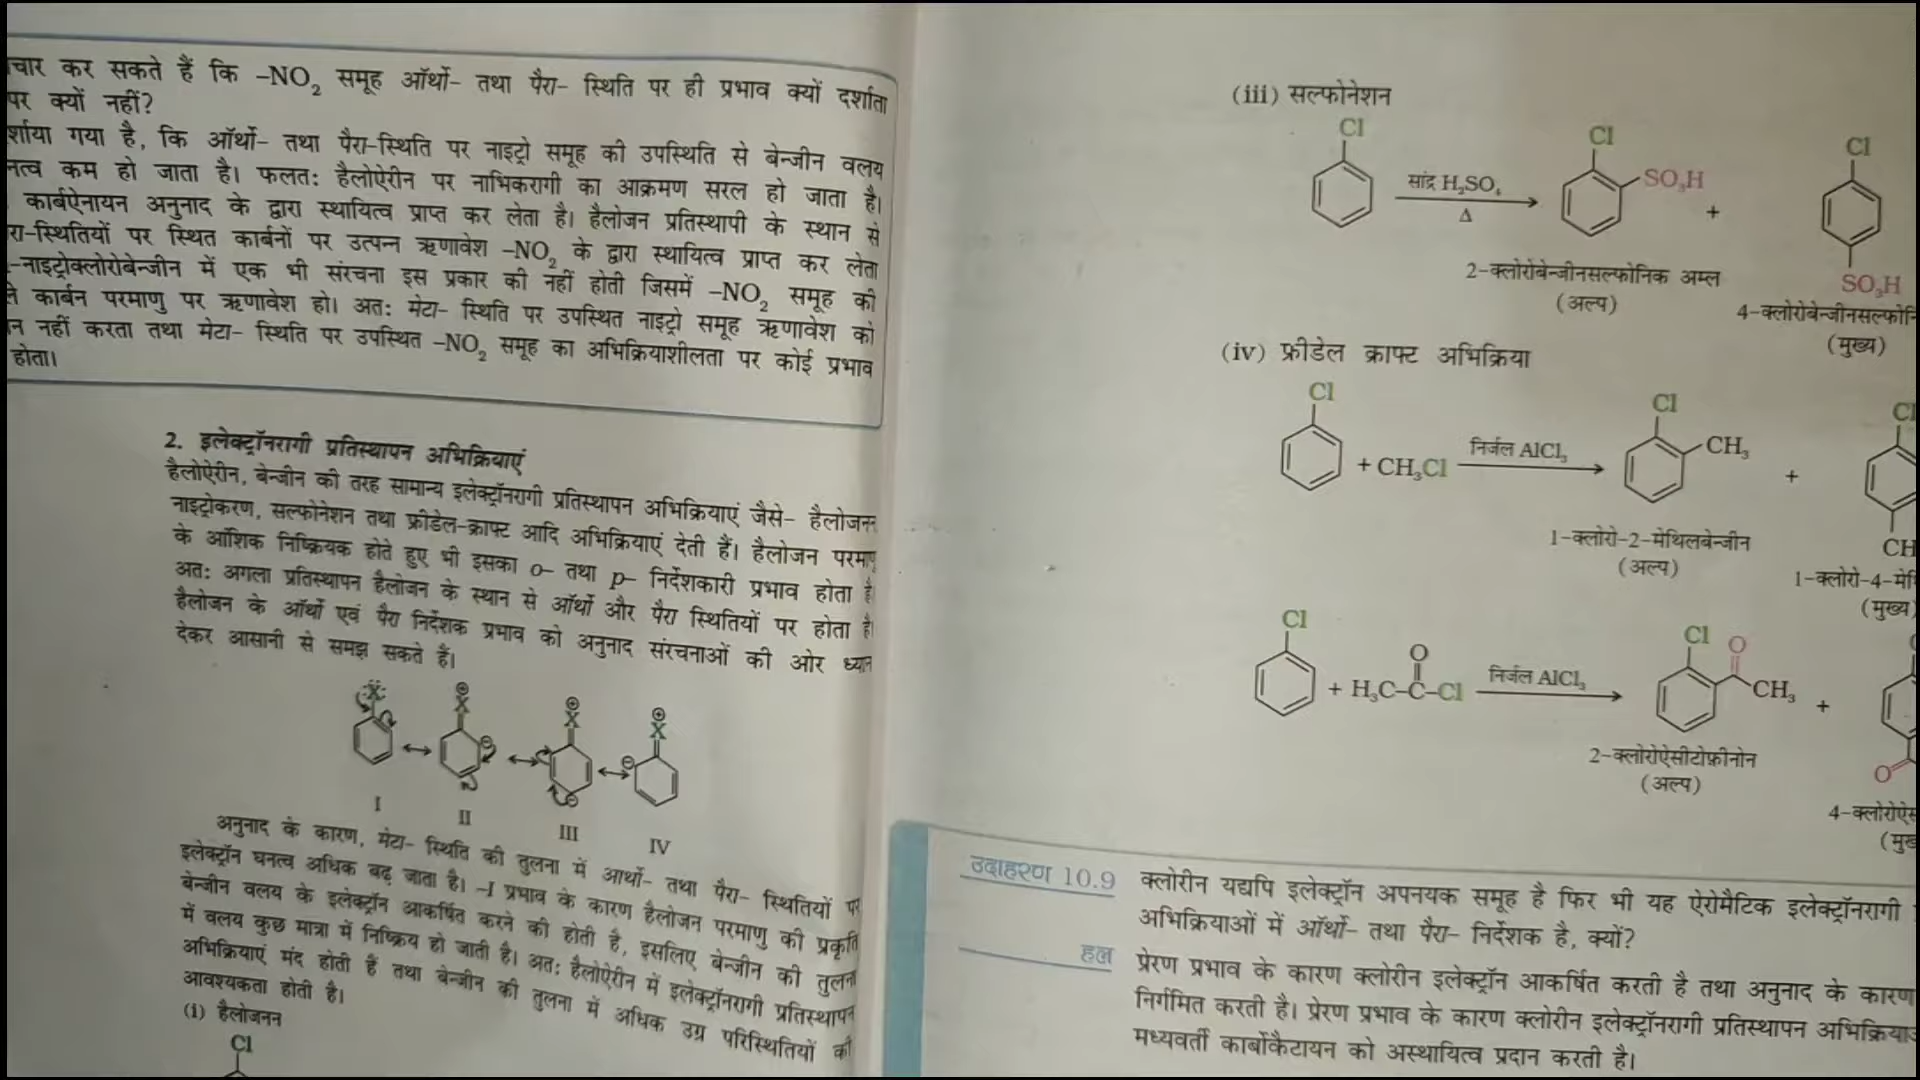 चार कर सकते हैं कि –NO₂ समूह ऑर्थो– तथा पैरा– स्थिति पर ही प्रभाव क्यों दर्शाता
पर क्यों नहीं?
र्शाया गया है, कि ऑर्थो– तथा पैरा-स्थिति पर नाइट्रो समूह की उपस्थिति से बेन्जीन वलय
नत्व कम हो जाता है। फलतः हैलोऐरीन पर नाभिकरागी का आक्रमण सरल हो जाता है।
कार्बऐनायन अनुनाद के द्वारा स्थायित्व प्राप्त कर लेता है। हैलोजन प्रतिस्थापी के स्थान से
रा-स्थितियों पर स्थित कार्बनों पर उत्पन्न ऋणावेश –NO₂ के द्वारा स्थायित्व प्राप्त कर लेता
-नाइट्रोक्लोरोबेन्जीन में एक भी संरचना इस प्रकार की नहीं होती जिसमें –NO₂ समूह की
ले कार्बन परमाणु पर ऋणावेश हो। अतः मेटा– स्थिति पर उपस्थित नाइट्रो समूह ऋणावेश को
न नहीं करता तथा मेटा– स्थिति पर उपस्थित –NO₂ समूह का अभिक्रियाशीलता पर कोई प्रभाव
होता।
2. इलेक्ट्रॉनरागी प्रतिस्थापन अभिक्रियाएं
हैलोऐरीन, बेन्जीन की तरह सामान्य इलेक्ट्रॉनरागी प्रतिस्थापन अभिक्रियाएं जैसे– हैलोजनन
नाइट्रोकरण, सल्फोनेशन तथा फ्रीडेल-क्राफ्ट आदि अभिक्रियाएं देती हैं। हैलोजन परमाणु
के आंशिक निष्क्रियक होते हुए भी इसका o– तथा p– निर्देशकारी प्रभाव होता है
अतः अगला प्रतिस्थापन हैलोजन के स्थान से ऑर्थो और पैरा स्थितियों पर होता है।
हैलोजन के ऑर्थो एवं पैरा निर्देशक प्रभाव को अनुनाद संरचनाओं की ओर ध्यान
देकर आसानी से समझ सकते हैं।
X X X X
I II III IV
अनुनाद के कारण, मेटा– स्थिति की तुलना में आर्थो– तथा पैरा– स्थितियों पर
इलेक्ट्रॉन घनत्व अधिक बढ़ जाता है। –I प्रभाव के कारण हैलोजन परमाणु की प्रकृति
बेन्जीन वलय के इलेक्ट्रॉन आकर्षित करने की होती है, इसलिए बेन्जीन की तुलना
में वलय कुछ मात्रा में निष्क्रिय हो जाती है। अतः हैलोऐरीन में इलेक्ट्रॉनरागी प्रतिस्थापन
अभिक्रियाएं मंद होती हैं तथा बेन्जीन की तुलना में अधिक उग्र परिस्थितियों की
आवश्यकता होती है।
(i) हैलोजनन
Cl
(iii) सल्फोनेशन
Cl Cl Cl
सांद्र H₂SO₄ SO₃H
Δ +
SO₃H
2-क्लोरोबेन्जीनसल्फोनिक अम्ल
(अल्प)
4-क्लोरोबेन्जीनसल्फोनि
(मुख्य)
(iv) फ्रीडेल क्राफ्ट अभिक्रिया
Cl Cl Cl
+ CH₃Cl निर्जल AlCl₃ CH₃ +
CH
1-क्लोरो-2-मेथिलबेन्जीन
(अल्प)
1-क्लोरो-4-मे
(मुख्य)
Cl Cl O
O
+ H₃C–C–Cl निर्जल AlCl₃ CH₃ +
O
2-क्लोरोऐसीटोफ़ीनोन
(अल्प)
4-क्लोरोऐस
(मुख
उदाहरण 10.9 क्लोरीन यद्यपि इलेक्ट्रॉन अपनयक समूह है फिर भी यह ऐरोमैटिक इलेक्ट्रॉनरागी
अभिक्रियाओं में ऑर्थो– तथा पैरा– निर्देशक है, क्यों?
हल प्रेरण प्रभाव के कारण क्लोरीन इलेक्ट्रॉन आकर्षित करती है तथा अनुनाद के कारण
निर्गमित करती है। प्रेरण प्रभाव के कारण क्लोरीन इलेक्ट्रॉनरागी प्रतिस्थापन अभिक्रिया
मध्यवर्ती कार्बोकैटायन को अस्थायित्व प्रदान करती है।